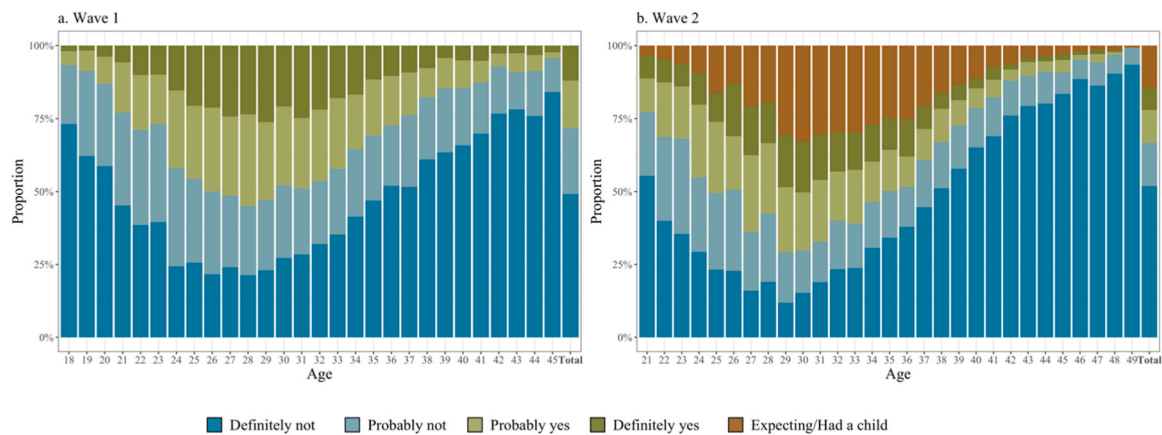 a. Wave 1
b. Wave 2
100%
75%
50%
25%
0%
Proportion
18 19 20 21 22 23 24 25 26 27 28 29 30 31 32 33 34 35 36 37 38 39 40 41 42 43 44 45 Total
Age
100%
75%
50%
25%
0%
Proportion
21 22 23 24 25 26 27 28 29 30 31 32 33 34 35 36 37 38 39 40 41 42 43 44 45 46 47 48 49 Total
Age
Definitely not
Probably not
Probably yes
Definitely yes
Expecting/Had a child